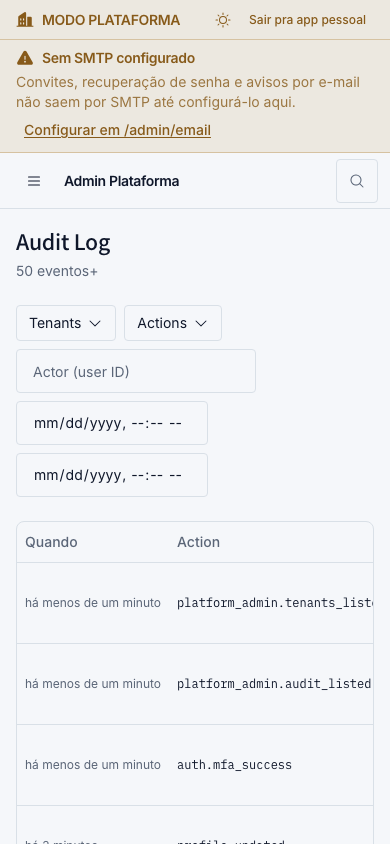 MODO PLATAFORMA
Sair pra app pessoal
Sem SMTP configurado
Convites, recuperação de senha e avisos por e-mail
não saem por SMTP até configurá-lo aqui.
Configurar em /admin/email
Admin Plataforma
Audit Log
50 eventos+
Tenants
Actions
Actor (user ID)
mm/dd/yyyy, --:-- --
mm/dd/yyyy, --:-- --
Quando Action
há menos de um minuto platform_admin.tenants_liste
há menos de um minuto platform_admin.audit_listed
há menos de um minuto auth.mfa_success